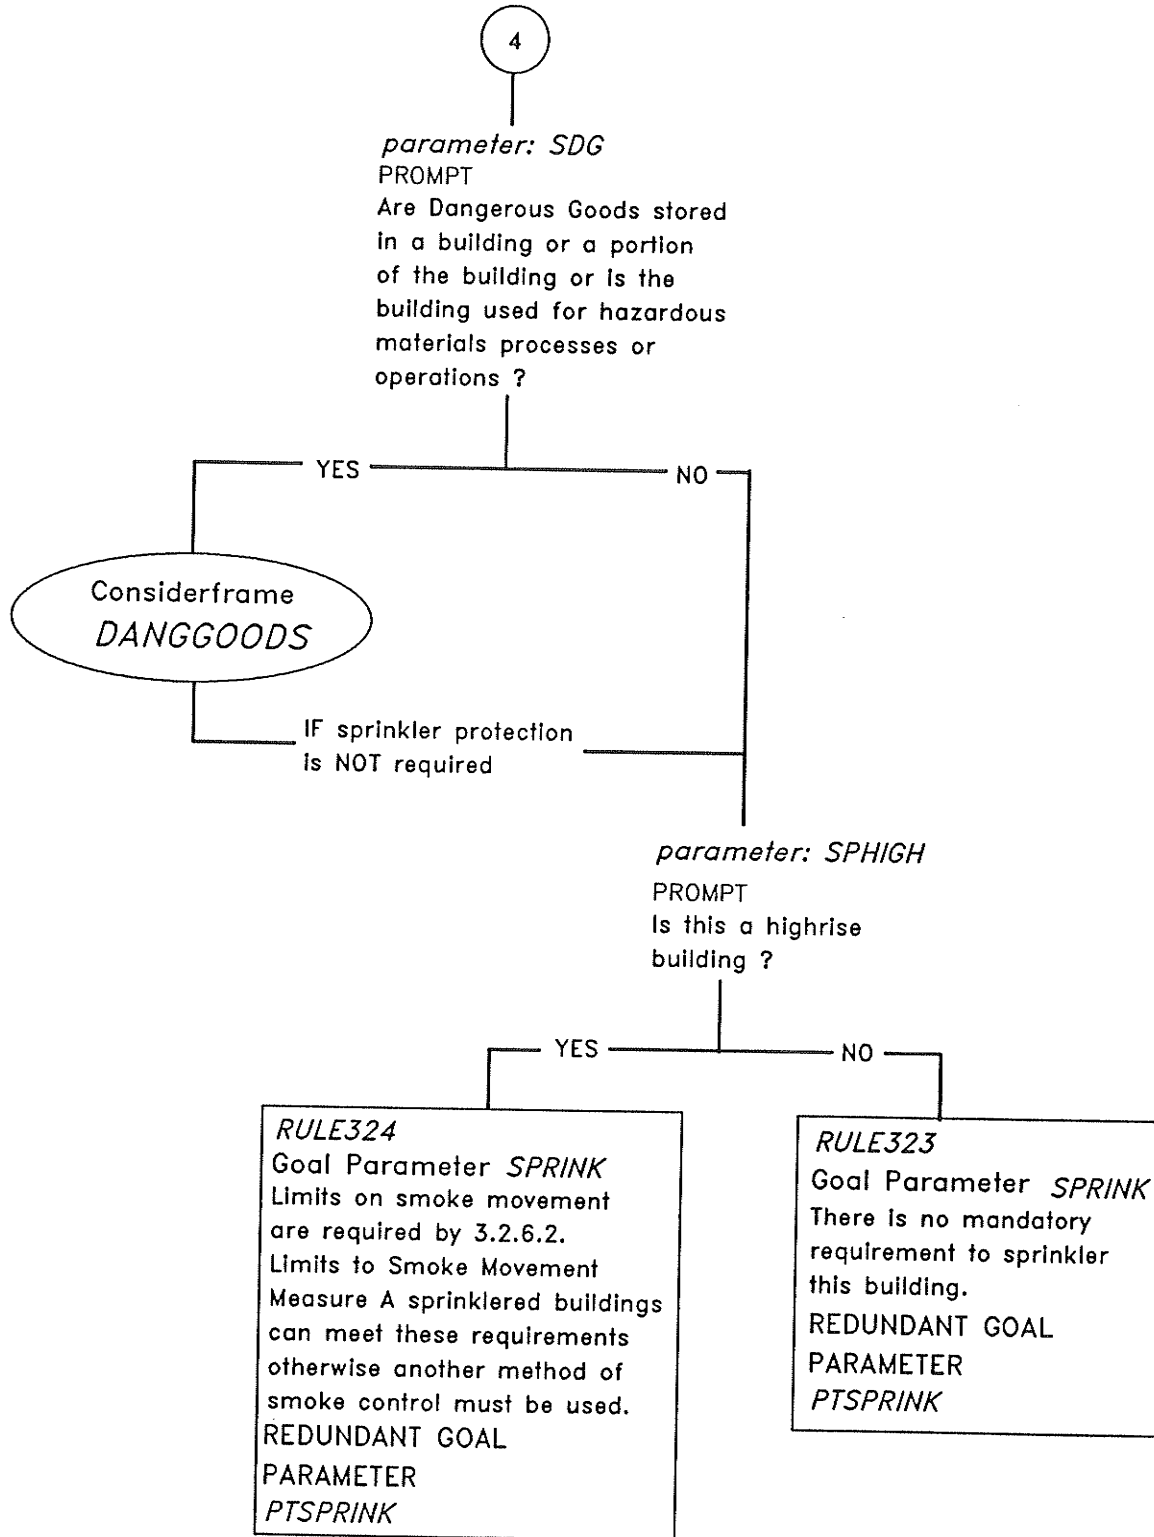 4
parameter: SDG
PROMPT
Are Dangerous Goods stored
in a building or a portion
of the building or is the
building used for hazardous
materials processes or
operations ?
YES
NO
Considerframe
DANGGOODS
IF sprinkler protection
is NOT required
parameter: SPHIGH
PROMPT
Is this a highrise
building ?
YES
NO
RULE324
Goal Parameter SPRINK
Limits on smoke movement
are required by 3.2.6.2.
Limits to Smoke Movement
Measure A sprinklered buildings
can meet these requirements
otherwise another method of
smoke control must be used.
REDUNDANT GOAL
PARAMETER
PTSPRINK
RULE323
Goal Parameter SPRINK
There is no mandatory
requirement to sprinkler
this building.
REDUNDANT GOAL
PARAMETER
PTSPRINK